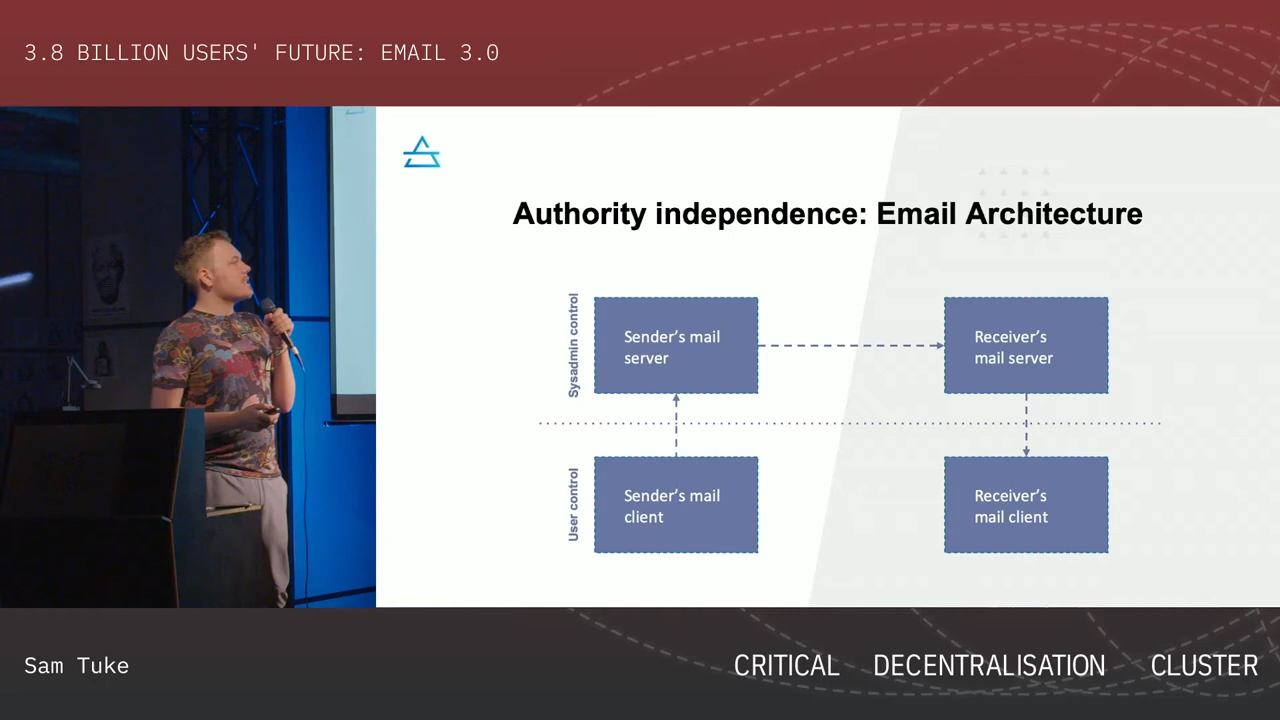 3.8 BILLION USERS' FUTURE: EMAIL 3.0
Authority independence: Email Architecture
Sysadmin control
Sender's mail
server
Receiver's
mail server
User control
Sender's mail
client
Receiver's
mail client
Sam Tuke
CRITICAL DECENTRALISATION CLUSTER